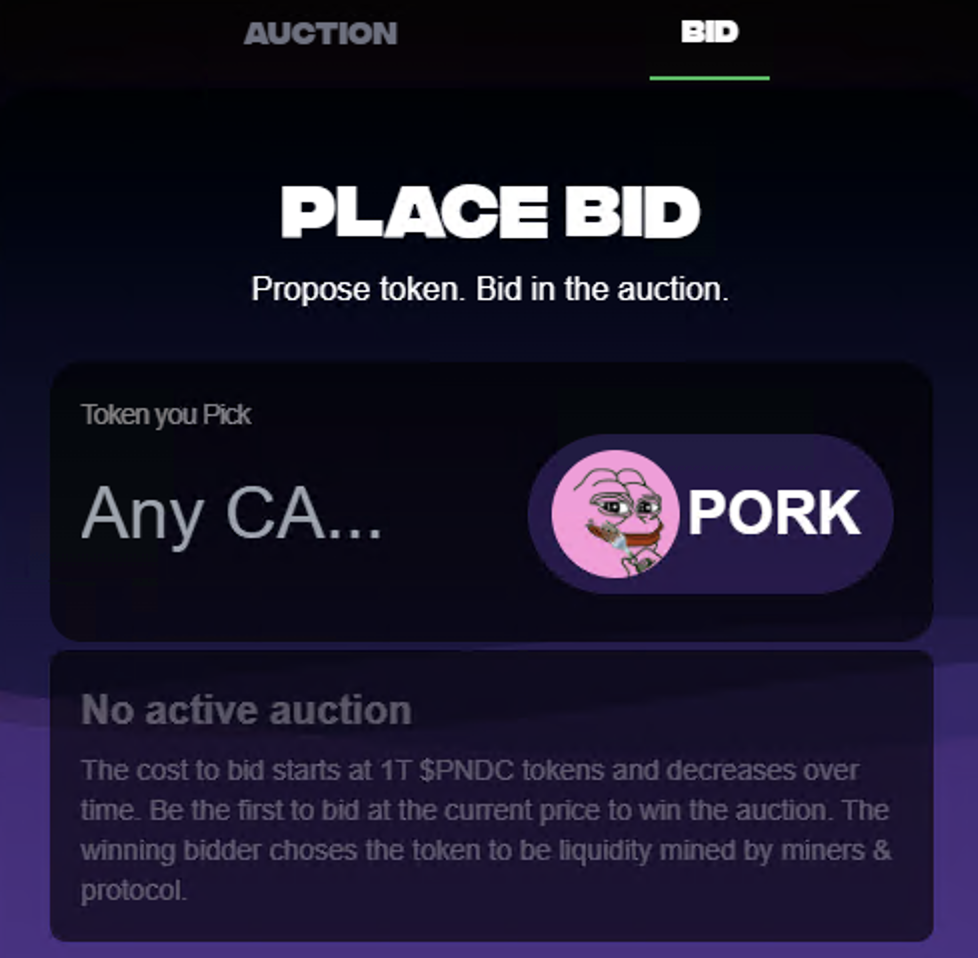 AUCTION BID
PLACE BID
Propose token. Bid in the auction.
Token you Pick
Any CA... PORK
No active auction
The cost to bid starts at 1T $PNDC tokens and decreases over
time. Be the first to bid at the current price to win the auction. The
winning bidder choses the token to be liquidity mined by miners &
protocol.